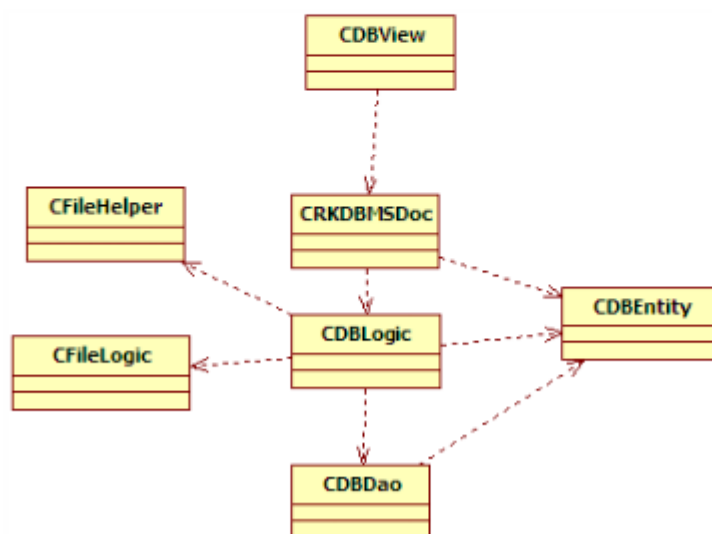 CDBView
CFileHelper
CRKDBMSDoc
CDBEntity
CDBLogic
CFileLogic
CDBDao